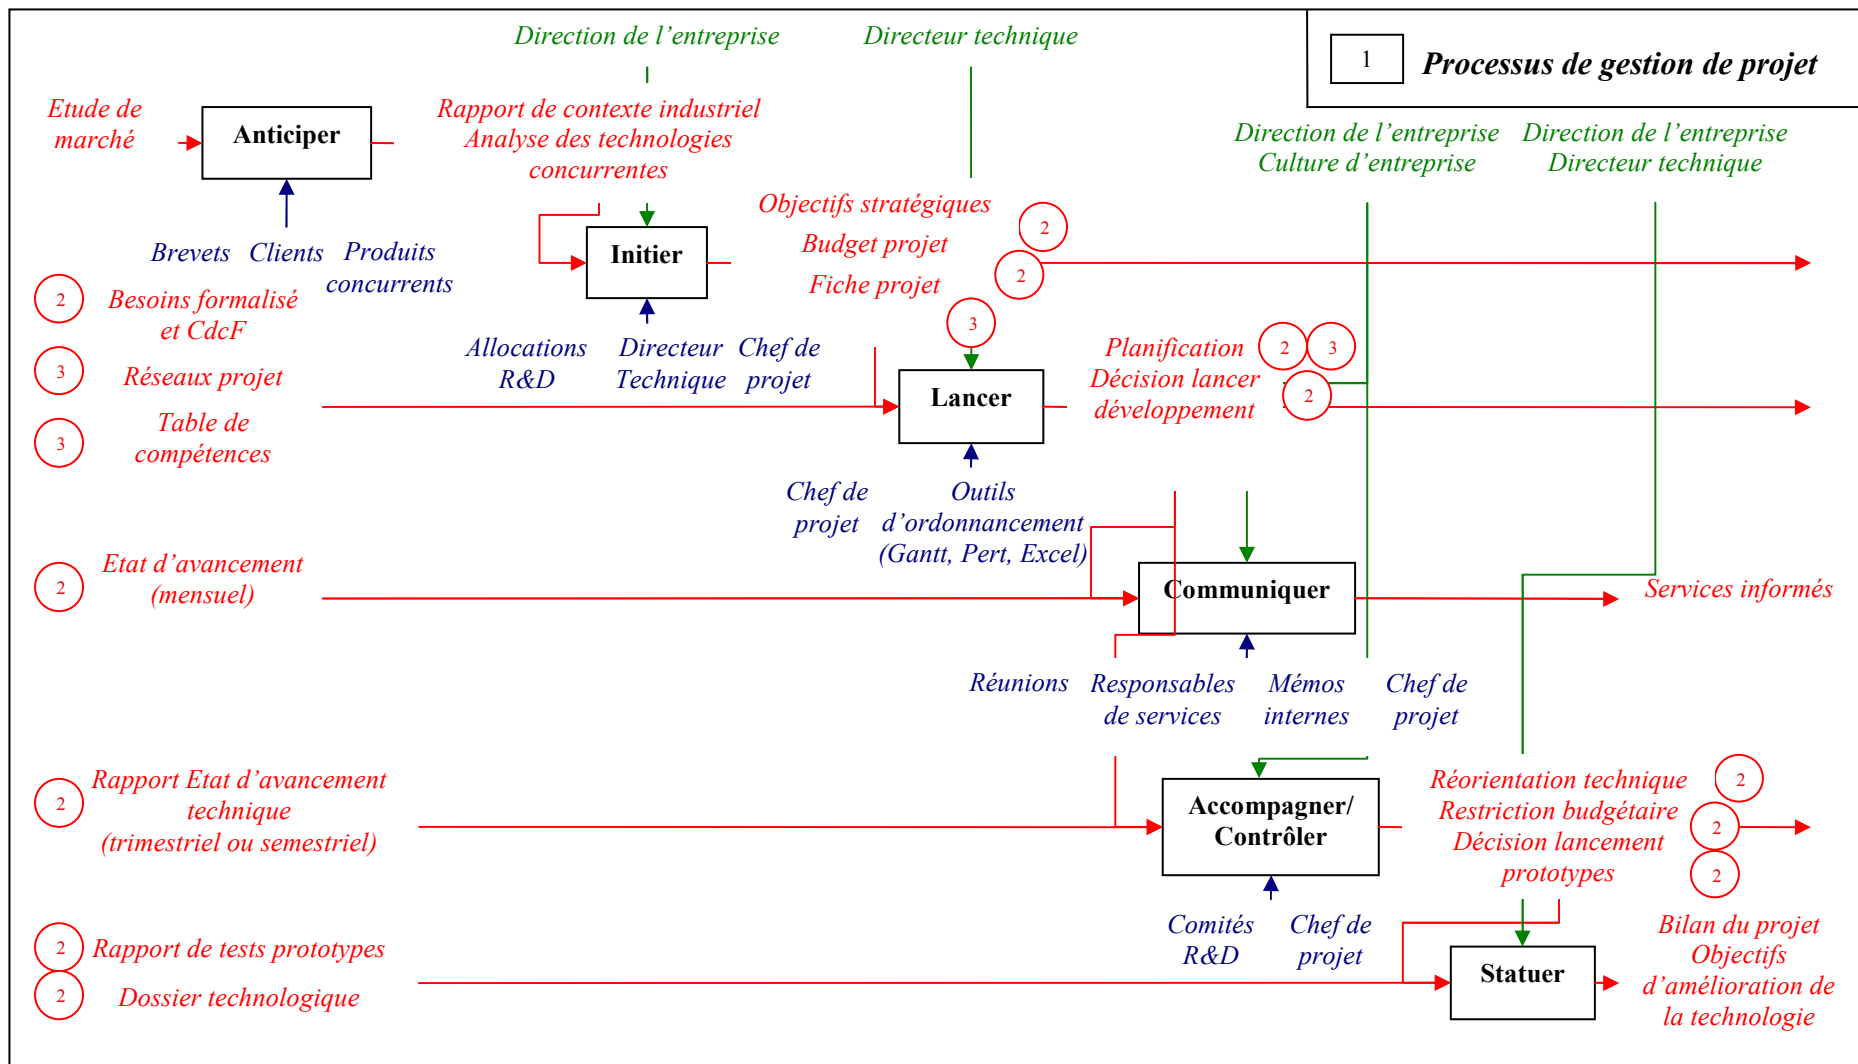 Direction de l'entreprise
Directeur technique
1
Processus de gestion de projet
Etude de
marché
Anticiper
Rapport de contexte industriel
Analyse des technologies
concurrentes
Direction de l'entreprise
Culture d'entreprise
Direction de l'entreprise
Directeur technique
Brevets
Clients
Produits
concurrents
Initier
Objectifs stratégiques
2
Budget projet
2
Fiche projet
3
2
Besoins formalisé
et CdcF
3
Réseaux projet
3
Table de
compétences
Allocations
R&D
Directeur
Technique
Chef de
projet
Lancer
Planification
Décision lancer
développement
2
3
2
Chef de
projet
Outils
d'ordonnancement
(Gantt, Pert, Excel)
2
Etat d'avancement
(mensuel)
Communiquer
Services informés
Réunions
Responsables
de services
Mémos
internes
Chef de
projet
2
Rapport Etat d'avancement
technique
(trimestriel ou semestriel)
Accompagner/
Contrôler
Réorientation technique
Restriction budgétaire
Décision lancement
prototypes
2
2
2
Comités
R&D
Chef de
projet
2
Rapport de tests prototypes
2
Dossier technologique
Statuer
Bilan du projet
Objectifs
d'amélioration de
la technologie